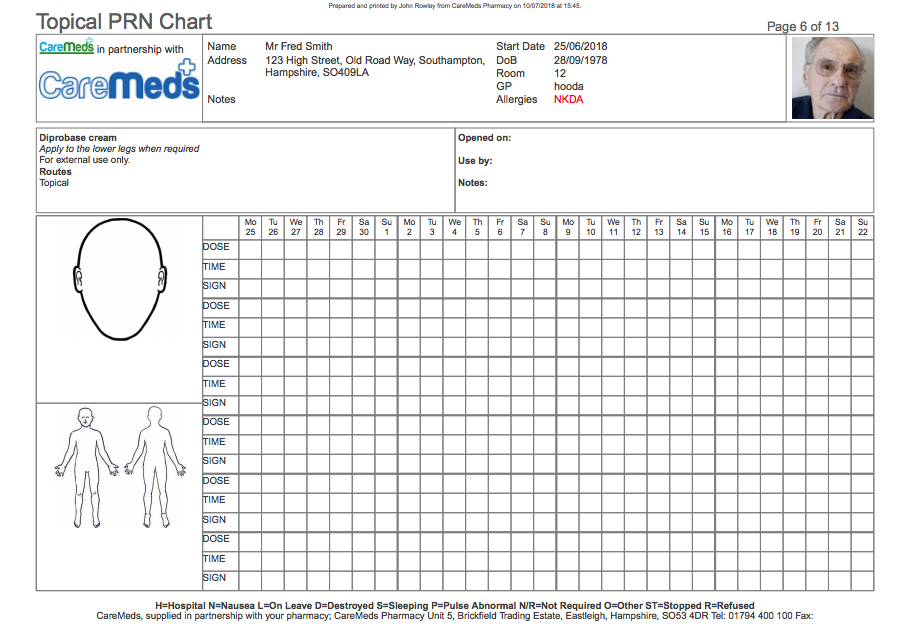 Prepared and printed by John Rowley from CareMeds Pharmacy on 10/07/2018 at 15:45.
Topical PRN Chart
Page 6 of 13
CareMeds in partnership with
CareMeds
Name Mr Fred Smith
Address 123 High Street, Old Road Way, Southampton,
Hampshire, SO409LA
Notes
Start Date 25/06/2018
DoB 28/09/1978
Room 12
GP hooda
Allergies NKDA
Diprobase cream
Apply to the lower legs when required
For external use only.
Routes
Topical
Opened on:
Use by:
Notes:
Mo Tu We Th Fr Sa Su Mo Tu We Th Fr Sa Su Mo Tu We Th Fr Sa Su Mo Tu We Th Fr Sa Su
25 26 27 28 29 30 1 2 3 4 5 6 7 8 9 10 11 12 13 14 15 16 17 18 19 20 21 22
DOSE
TIME
SIGN
DOSE
TIME
SIGN
DOSE
TIME
SIGN
DOSE
TIME
SIGN
DOSE
TIME
SIGN
DOSE
TIME
SIGN
H=Hospital N=Nausea L=On Leave D=Destroyed S=Sleeping P=Pulse Abnormal N/R=Not Required O=Other ST=Stopped R=Refused
CareMeds, supplied in partnership with your pharmacy; CareMeds Pharmacy Unit 5, Brickfield Trading Estate, Eastleigh, Hampshire, SO53 4DR Tel: 01794 400 100 Fax: